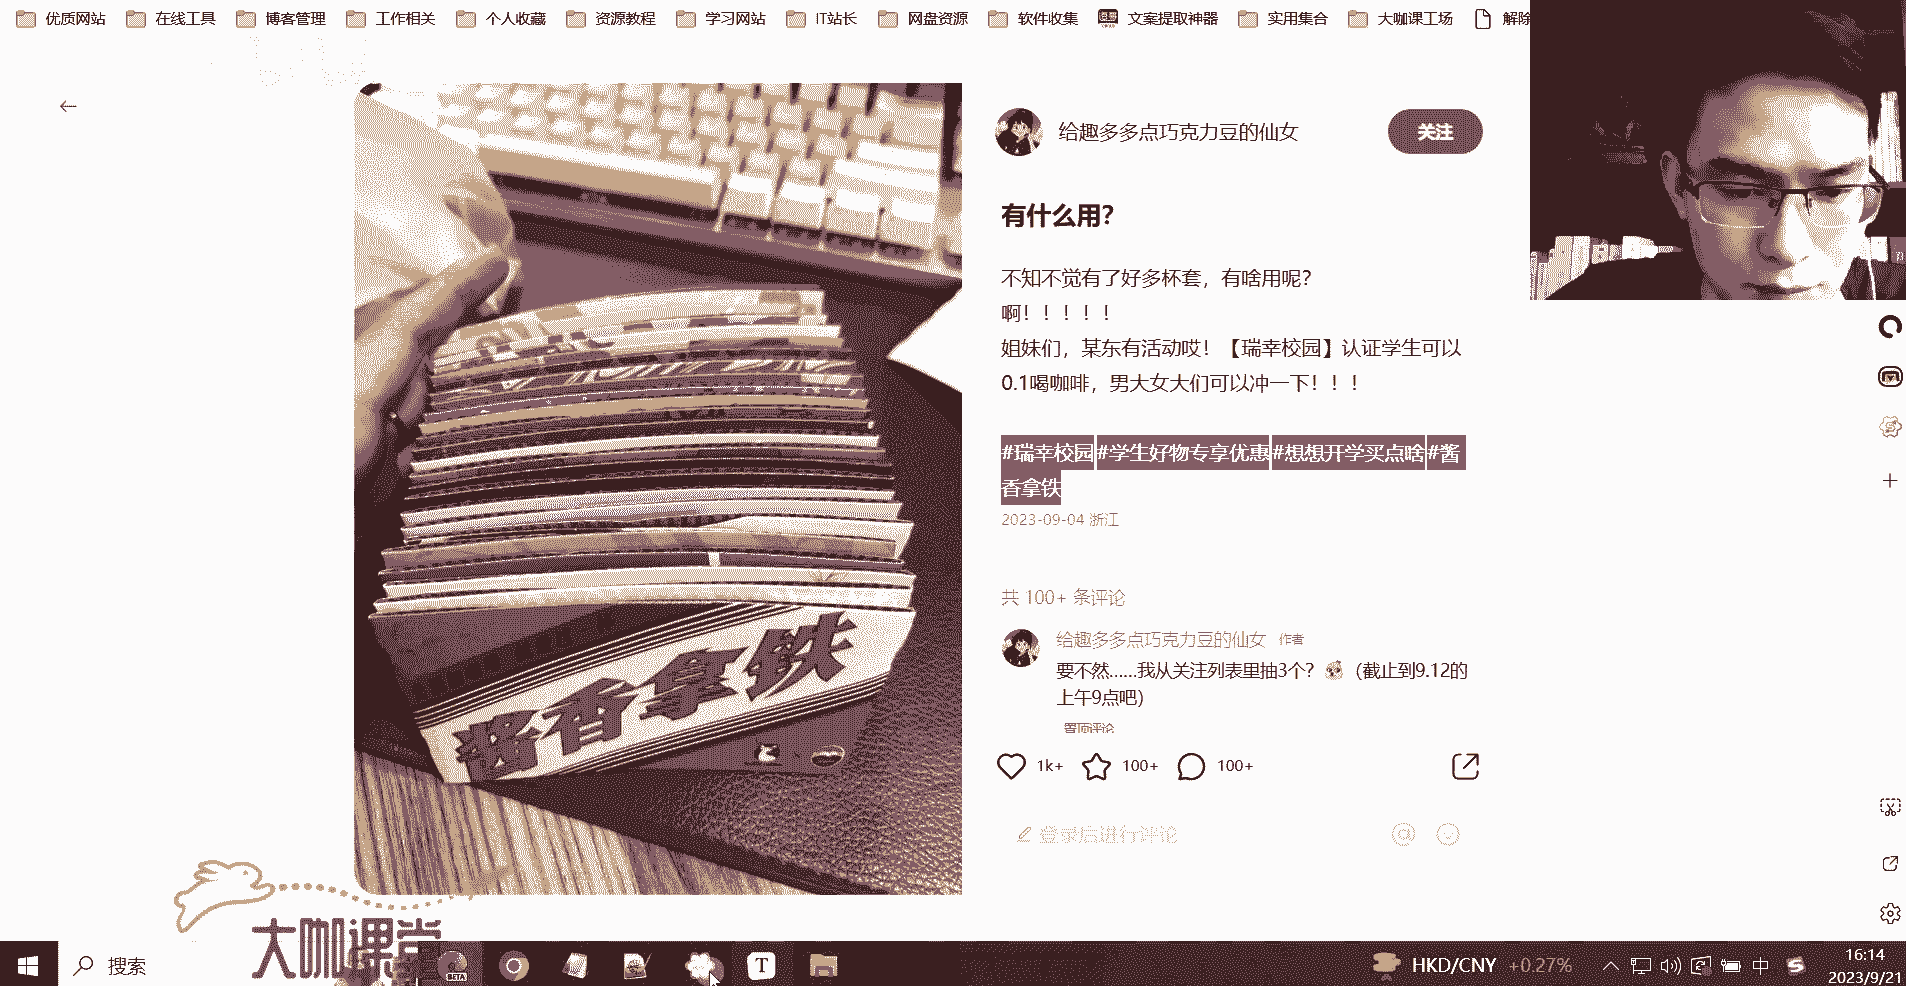 优质网站
在线工具
博客管理
工作相关
个人收藏
资源教程
学习网站
IT站长
网盘资源
软件收集
文案提取神器
实用集合
大咖课工场
解除
给趣多多点巧克力豆的仙女
关注
有什么用?
不知不觉有了好多杯套，有啥用呢?
啊! ! ! ! !
姐妹们，某东有活动哎! 【瑞幸校园】认证学生可以
0.1喝咖啡，男大女大们可以冲一下! ! !
#瑞幸校园 #学生好物专享优惠 #想想开学买点啥 #酱
香拿铁
2023-09-04 浙江
共 100+ 条评论
给趣多多点巧克力豆的仙女 作者
要不然......我从关注列表里抽3个? (截止到9.12的
上午9点吧)
置顶评论
1k+
100+
100+
登录后进行评论
酱香拿铁
大咖课堂
搜索
BETA
T
HKD/CNY +0.27%
中
16:14
2023/9/21